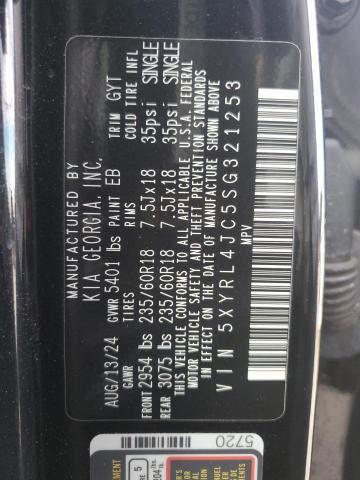 MANUFACTURED BY
KIA GEORGIA, INC.
AUG/13/24 GVWR 5401 lbs PAINT EB TRIM GYT
GAWR TIRES RIMS COLD TIRE INFL
FRONT 2954 lbs 235/60R18 7.5Jx18 35psi SINGLE
REAR 3075 lbs 235/60R18 7.5Jx18 35psi SINGLE
THIS VEHICLE CONFORMS TO ALL APPLICABLE U.S.A. FEDERAL
MOTOR VEHICLE SAFETY AND THEFT PREVENTION STANDARDS
IN EFFECT ON THE DATE OF MANUFACTURE SHOWN ABOVE
VIN 5XYRL4JC5SG321253
MPV
5720